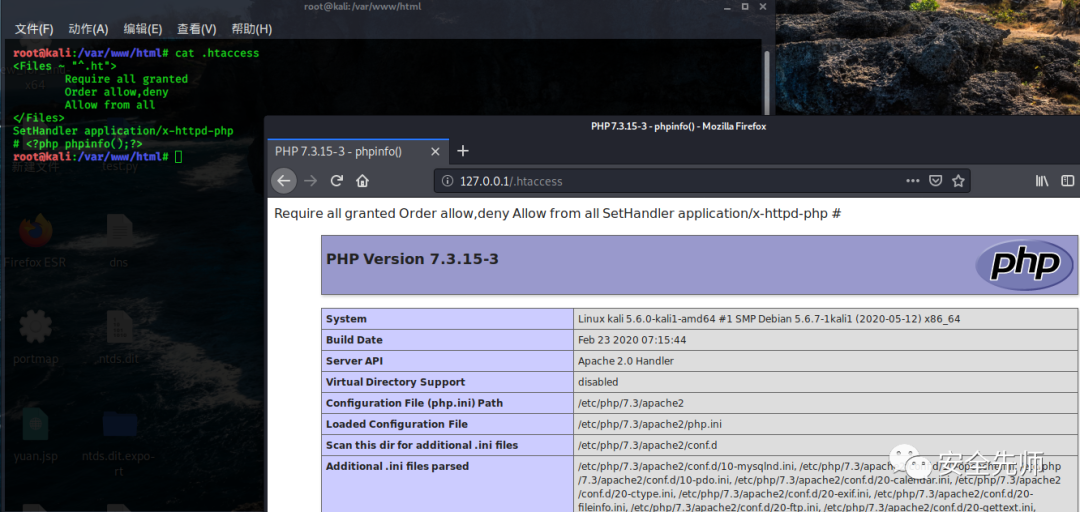 root@kali:/var/www/html
文件(F) 动作(A) 编辑(E) 查看(V) 帮助(H)
root@kali:/var/www/html# cat .htaccess
<Files ~ "^.ht">
Require all granted
Order allow,deny
Allow from all
</Files>
SetHandler application/x-httpd-php
# <?php phpinfo();?>
root@kali:/var/www/html#
新建文件 test.py
Firefox ESR
dns
portmap
ntds.dit
yuan.jsp
ntds.dit.expo-
rt
PHP 7.3.15-3 - phpinfo() - Mozilla Firefox
PHP 7.3.15-3 - phpinfo()
127.0.0.1/.htaccess
Require all granted Order allow,deny Allow from all SetHandler application/x-httpd-php #
PHP Version 7.3.15-3
php
System Linux kali 5.6.0-kali1-amd64 #1 SMP Debian 5.6.7-1kali1 (2020-05-12) x86_64
Build Date Feb 23 2020 07:15:44
Server API Apache 2.0 Handler
Virtual Directory Support disabled
Configuration File (php.ini) Path /etc/php/7.3/apache2
Loaded Configuration File /etc/php/7.3/apache2/php.ini
Scan this dir for additional .ini files /etc/php/7.3/apache2/conf.d
Additional .ini files parsed /etc/php/7.3/apache2/conf.d/10-mysqlnd.ini,
/7.3/apache2/conf.d/10-pdo.ini, /etc/php/7.3/apache2/conf.d/20-calendar.ini, /etc/php/7.3/apache2
/conf.d/20-ctype.ini, /etc/php/7.3/apache2/conf.d/20-exif.ini, /etc/php/7.3/apache2/conf.d/20-
fileinfo.ini, /etc/php/7.3/apache2/conf.d/20-ftp.ini, /etc/php/7.3/apache2/conf.d/20-gettext.ini,
安全先师